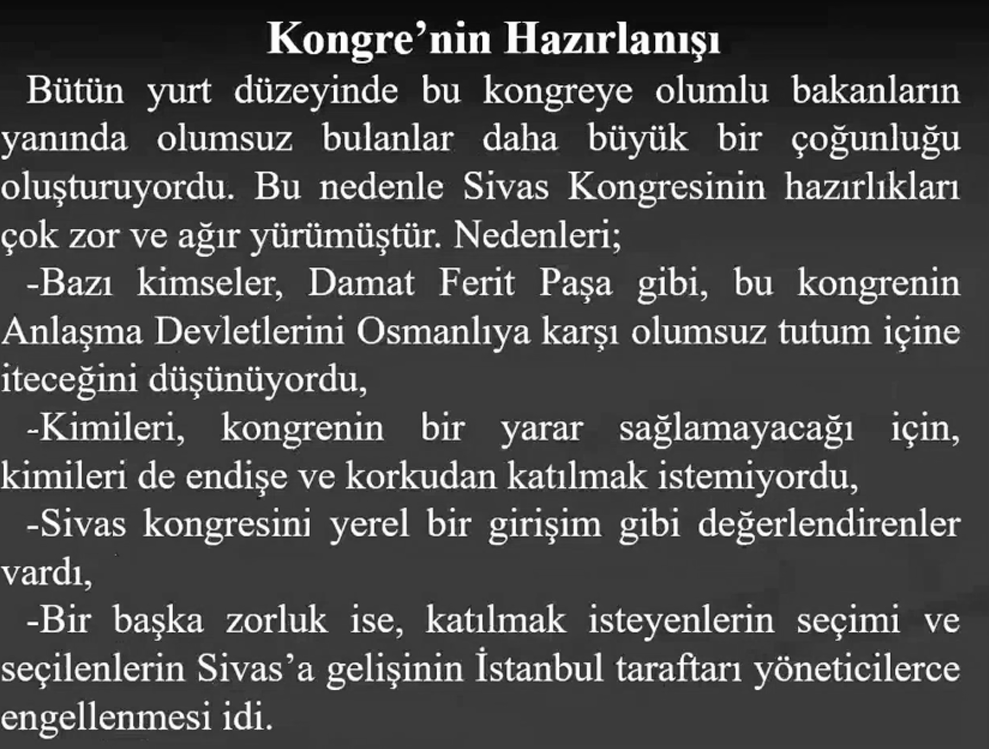 Kongre’nin Hazırlanışı
Bütün yurt düzeyinde bu kongreye olumlu bakanların
yanında olumsuz bulanlar daha büyük bir çoğunluğu
oluşturuyordu. Bu nedenle Sivas Kongresinin hazırlıkları
çok zor ve ağır yürümüştür. Nedenleri;
-Bazı kimseler, Damat Ferit Paşa gibi, bu kongrenin
Anlaşma Devletlerini Osmanlıya karşı olumsuz tutum içine
iteceğini düşünüyordu,
-Kimileri, kongrenin bir yarar sağlamayacağı için,
kimileri de endişe ve korkudan katılmak istemiyordu,
-Sivas kongresini yerel bir girişim gibi değerlendirenler
vardı,
-Bir başka zorluk ise, katılmak isteyenlerin seçimi ve
seçilenlerin Sivas’a gelişinin İstanbul taraftarı yöneticilerce
engellenmesi idi.